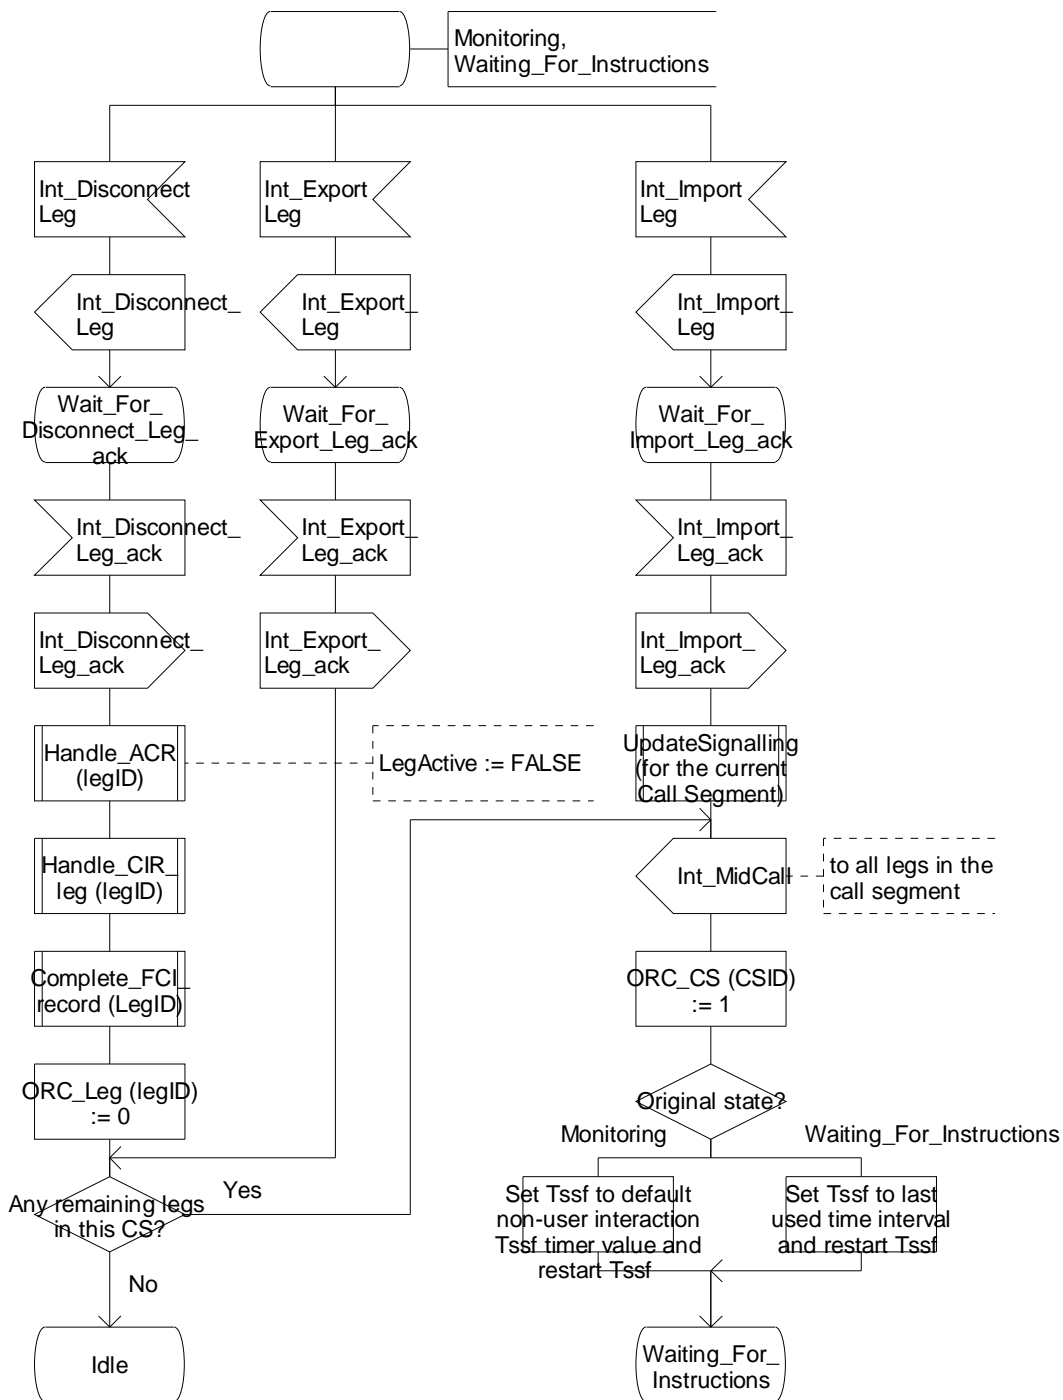 Monitoring,
Waiting_For_Instructions
Int_Disconnect
Leg
Int_Export
Leg
Int_Import
Leg
Int_Disconnect_
Leg
Int_Export_
Leg
Int_Import_
Leg
Wait_For_
Disconnect_Leg_
ack
Wait_For_
Export_Leg_ack
Wait_For_
Import_Leg_ack
Int_Disconnect_
Leg_ack
Int_Export_
Leg_ack
Int_Import_
Leg_ack
Int_Disconnect_
Leg_ack
Int_Export_
Leg_ack
Int_Import_
Leg_ack
Handle_ACR
(legID)
LegActive := FALSE
UpdateSignalling
(for the current
Call Segment)
Handle_CIR_
leg (legID)
Int_MidCall
to all legs in the
call segment
Complete_FCI_
record (LegID)
ORC_CS (CSID)
:= 1
ORC_Leg (legID)
:= 0
Original state?
Monitoring
Waiting_For_Instructions
Any remaining legs
in this CS?
Yes
Set Tssf to default
non-user interaction
Tssf timer value and
restart Tssf
Set Tssf to last
used time interval
and restart Tssf
No
Idle
Waiting_For_
Instructions